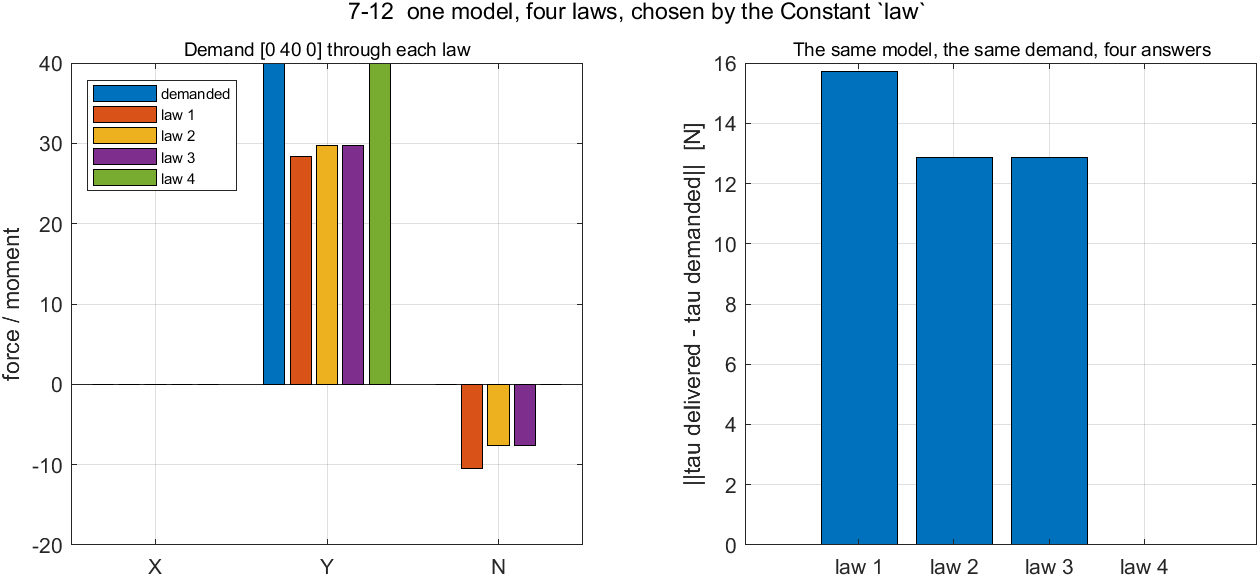 7-12 one model, four laws, chosen by the Constant `law`
Demand [0 40 0] through each law
force / moment
40
30
20
10
0
-10
-20
demanded
law 1
law 2
law 3
law 4
X
Y
N
The same model, the same demand, four answers
||tau delivered - tau demanded|| [N]
16
14
12
10
8
6
4
2
0
law 1
law 2
law 3
law 4